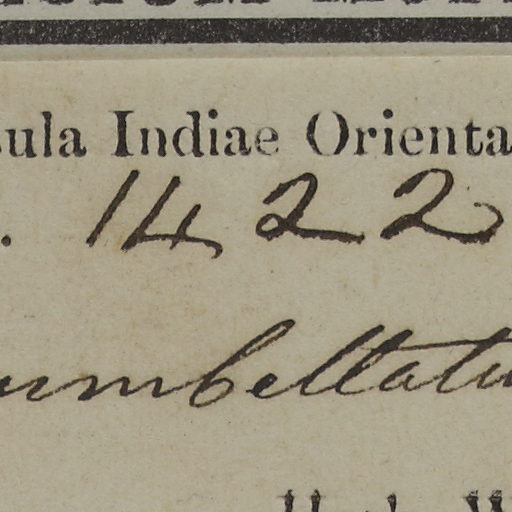 sula Indiae Orienta
. 1422
umbellatu